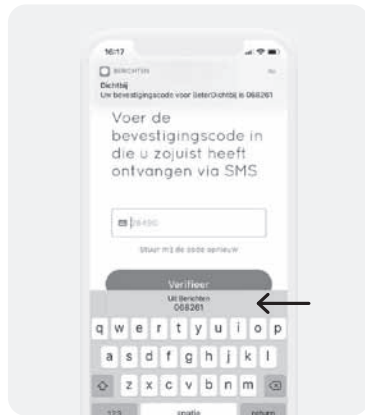 16:17
BERICHTEN nu
Dichtbij
Uw bevestigingscode voor BeterDichtbij is 068261
Voer de
bevestigingscode in
die u zojuist heeft
ontvangen via SMS
Stuur mij de code opnieuw
Verifieer
Uit Berichten
068261
q w e r t y u i o p
a s d f g h j k l
z x c v b n m
123 spatie return